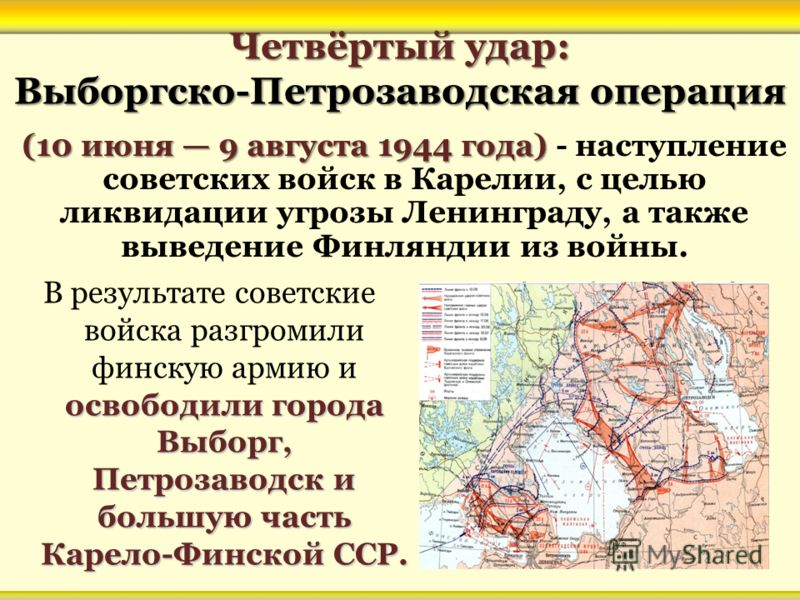 Четвёртый удар:
Выборгско-Петрозаводская операция
(10 июня — 9 августа 1944 года) - наступление
советских войск в Карелии, с целью
ликвидации угрозы Ленинграду, а также
выведение Финляндии из войны.
В результате советские
войска разгромили
финскую армию и
освободили города
Выборг,
Петрозаводск и
большую часть
Карело-Финской ССР.
ПЕТРОЗАВОДСК
MyShared